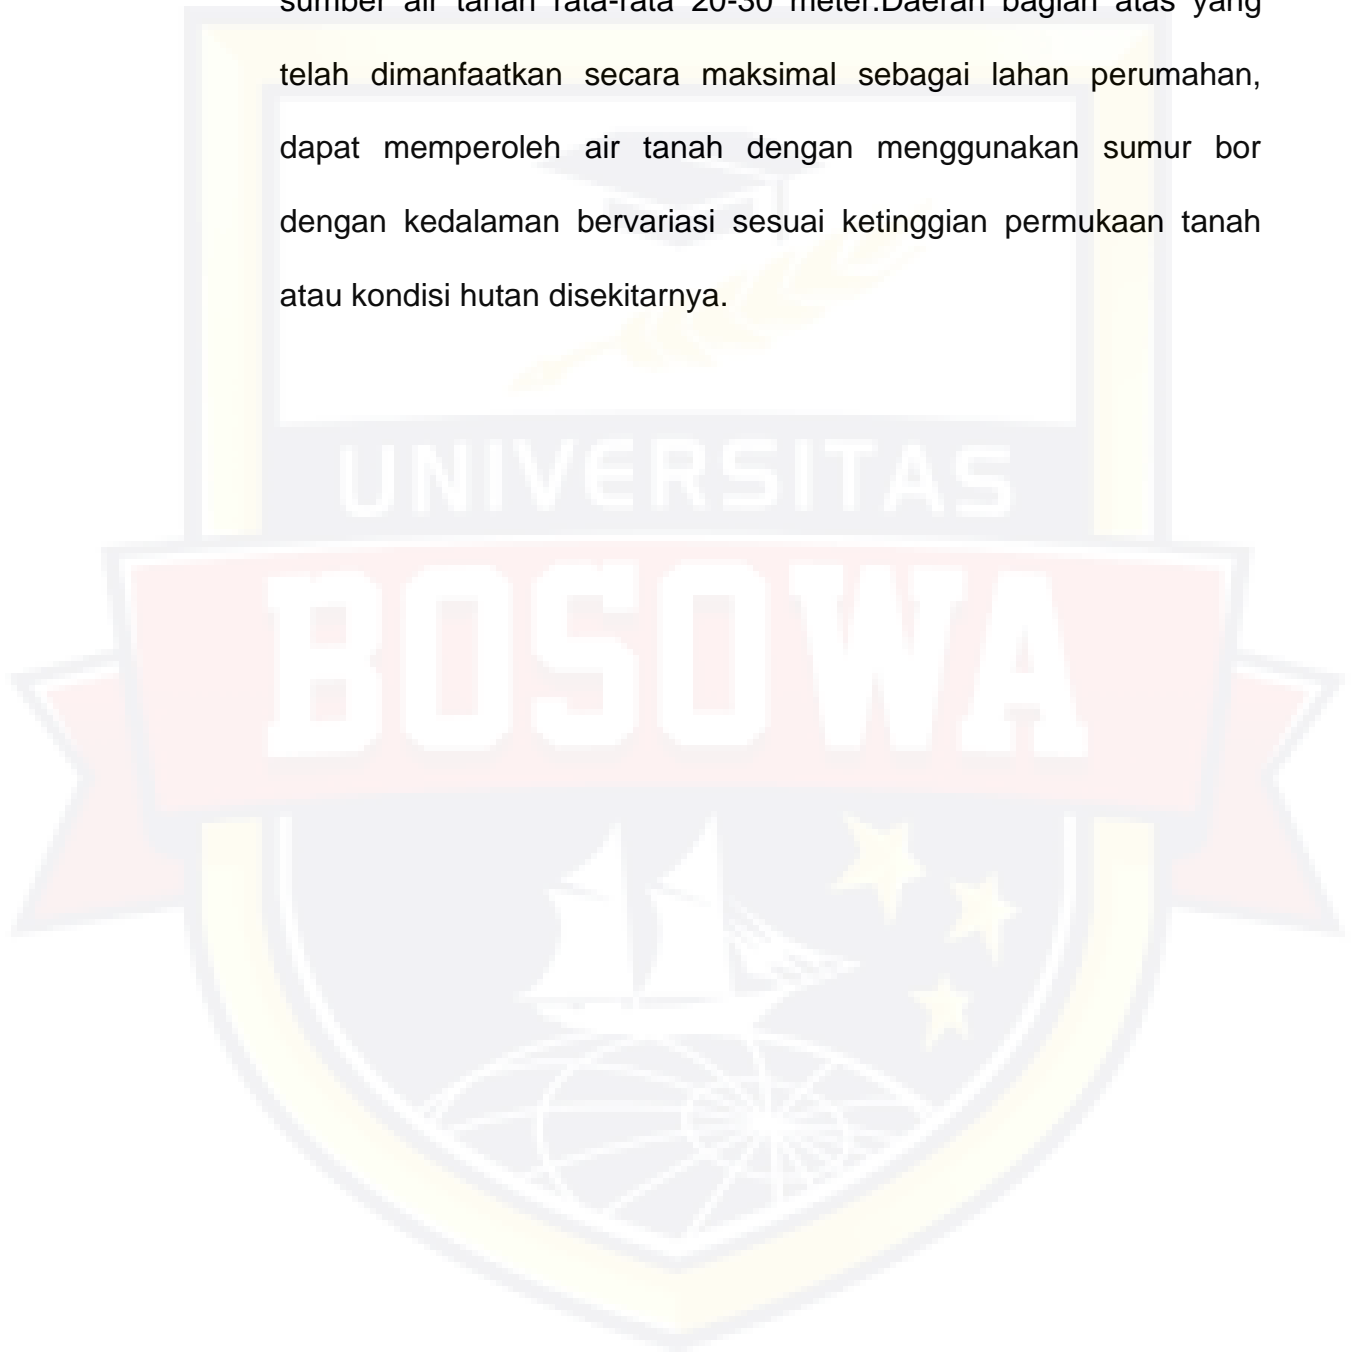 sumber air tanah rata-rata 20-30 meter.Daerah bagian atas yang
telah dimanfaatkan secara maksimal sebagai lahan perumahan,
dapat memperoleh air tanah dengan menggunakan sumur bor
dengan kedalaman bervariasi sesuai ketinggian permukaan tanah
atau kondisi hutan disekitarnya.
UNIVERSITAS
BOSOWA